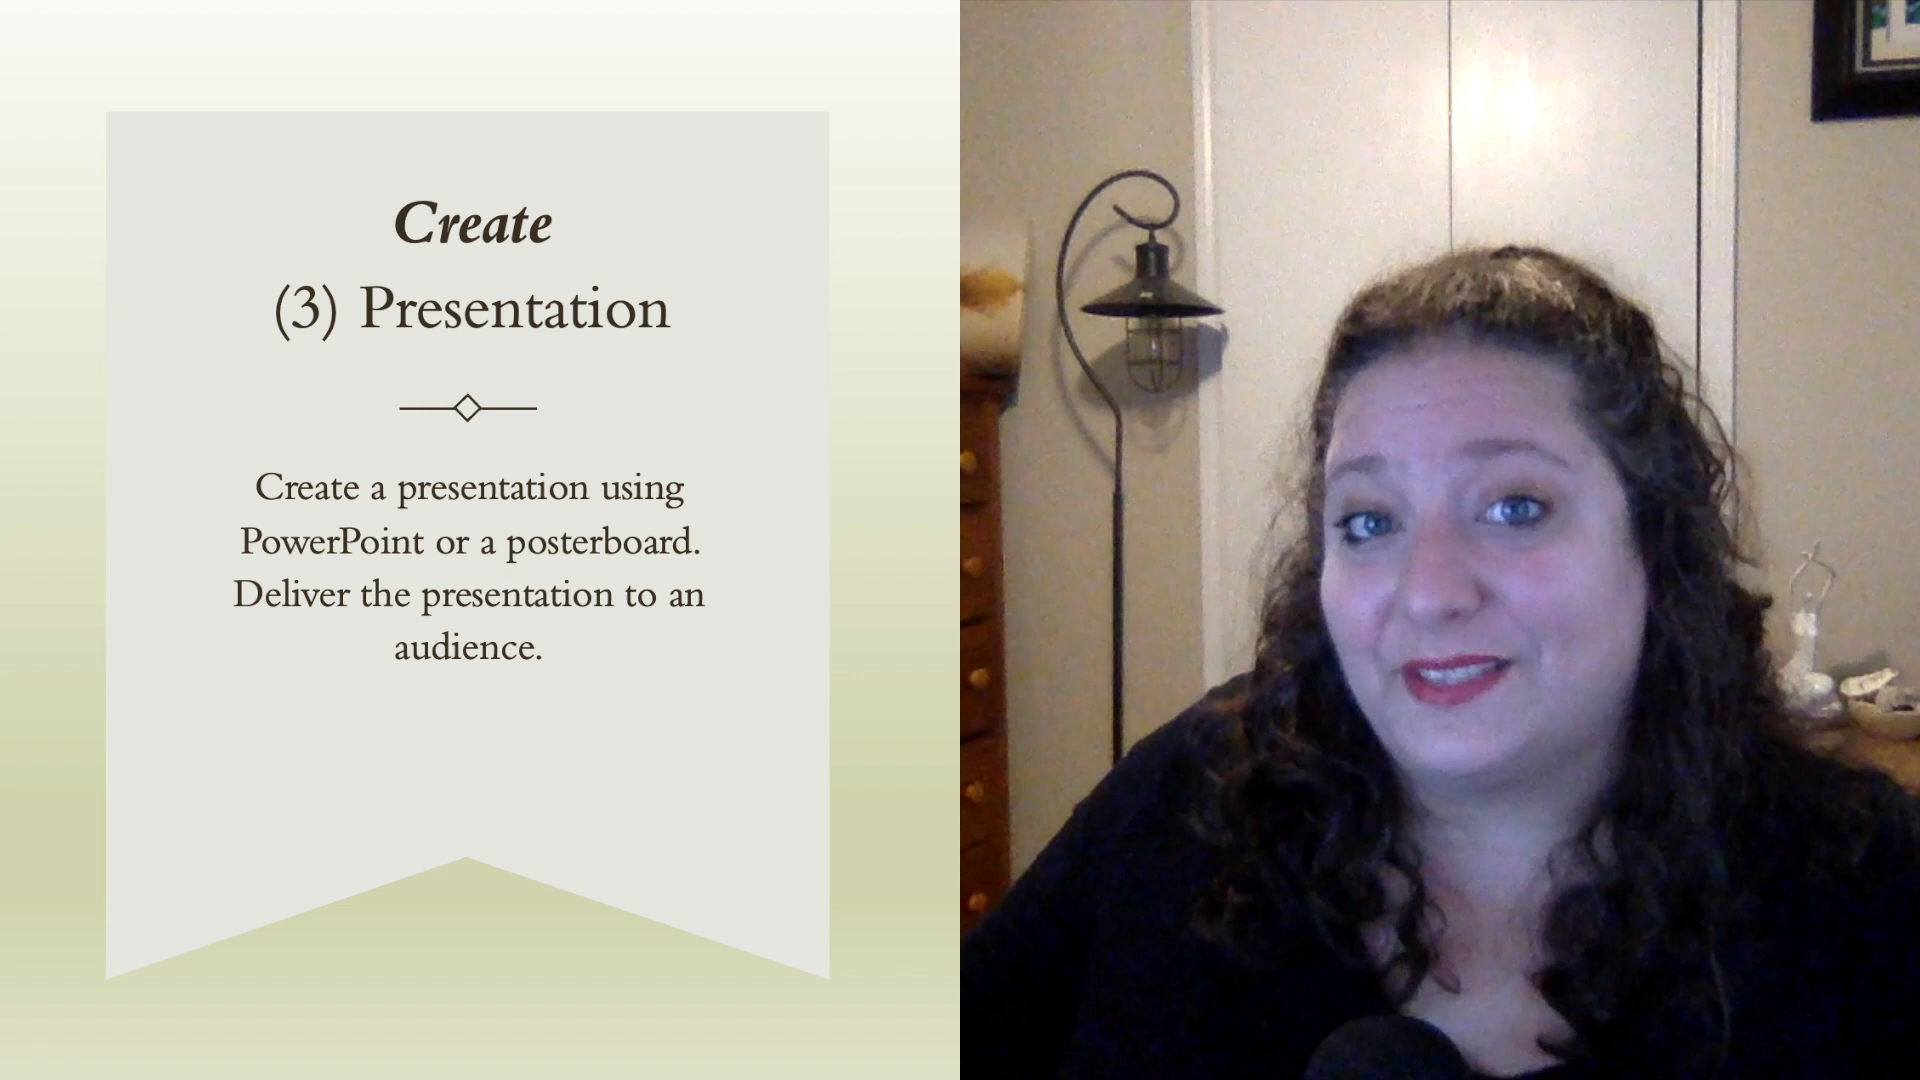 Create
(3) Presentation
Create a presentation using
PowerPoint or a posterboard.
Deliver the presentation to an
audience.